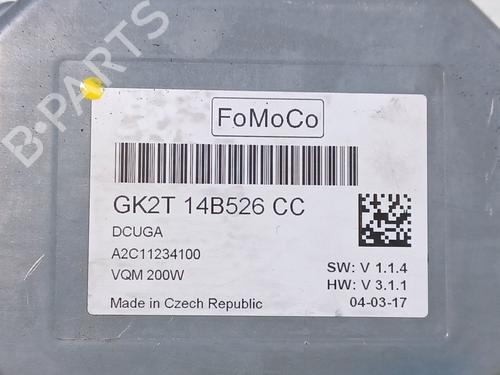 B-PARTS
FoMoCo
GK2T 14B526 CC
DCUGA
A2C11234100
VQM 200W
SW: V 1.1.4
HW: V 3.1.1
Made in Czech Republic
04-03-17